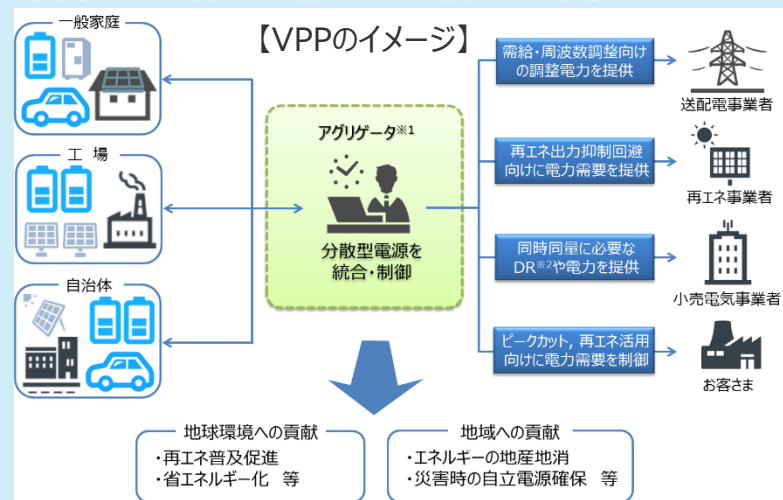 【VPPのイメージ】
一般家庭
工 場
自治体
アグリゲータ※1
分散型電源を
統合・制御
需給・周波数調整向け
の調整電力を提供
送配電事業者
再エネ出力抑制回避
向けに電力需要を提供
再エネ事業者
同時同量に必要な
DR※2や電力を提供
小売電気事業者
ピークカット, 再エネ活用
向けに電力需要を制御
お客さま
地球環境への貢献
・再エネ普及促進
・省エネルギー化 等
地域への貢献
・エネルギーの地産地消
・災害時の自立電源確保 等